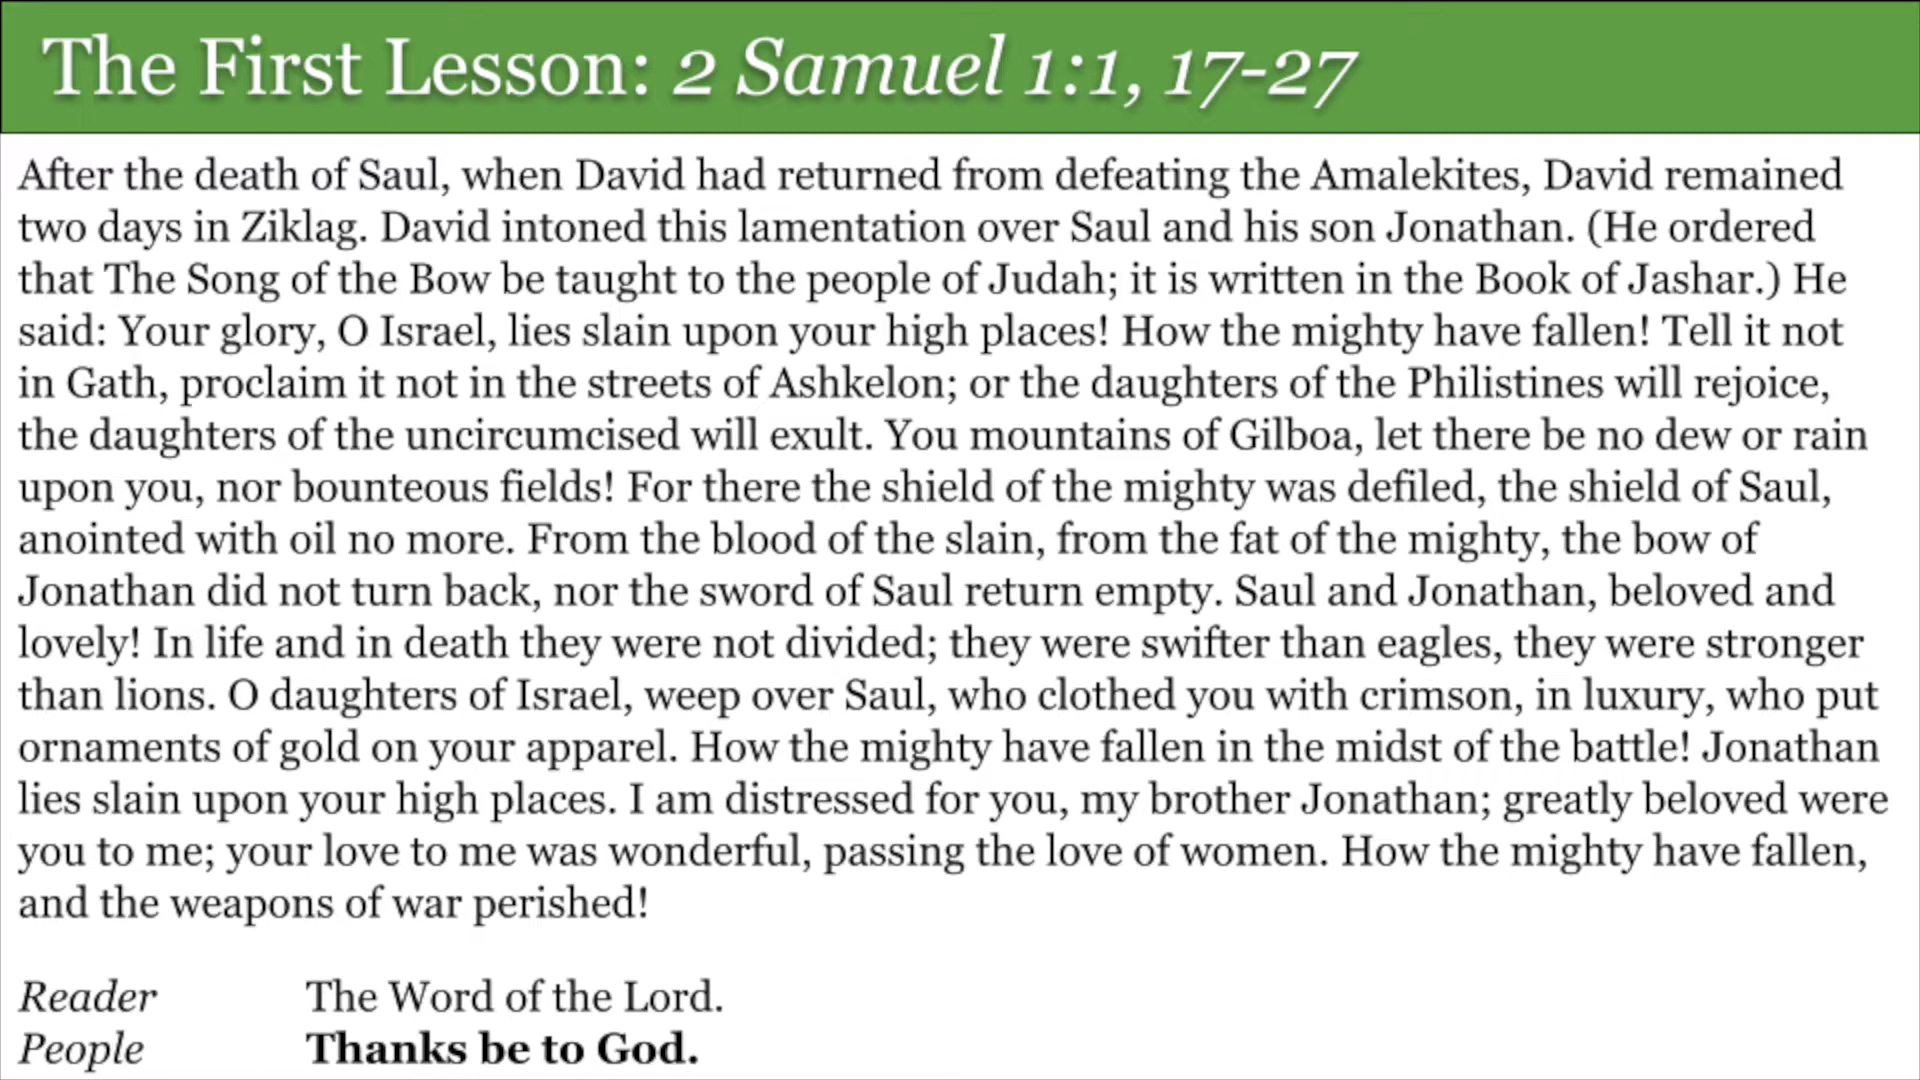 The First Lesson: 2 Samuel 1:1, 17-27
After the death of Saul, when David had returned from defeating the Amalekites, David remained
two days in Ziklag. David intoned this lamentation over Saul and his son Jonathan. (He ordered
that The Song of the Bow be taught to the people of Judah; it is written in the Book of Jashar.) He
said: Your glory, O Israel, lies slain upon your high places! How the mighty have fallen! Tell it not
in Gath, proclaim it not in the streets of Ashkelon; or the daughters of the Philistines will rejoice,
the daughters of the uncircumcised will exult. You mountains of Gilboa, let there be no dew or rain
upon you, nor bounteous fields! For there the shield of the mighty was defiled, the shield of Saul,
anointed with oil no more. From the blood of the slain, from the fat of the mighty, the bow of
Jonathan did not turn back, nor the sword of Saul return empty. Saul and Jonathan, beloved and
lovely! In life and in death they were not divided; they were swifter than eagles, they were stronger
than lions. O daughters of Israel, weep over Saul, who clothed you with crimson, in luxury, who put
ornaments of gold on your apparel. How the mighty have fallen in the midst of the battle! Jonathan
lies slain upon your high places. I am distressed for you, my brother Jonathan; greatly beloved were
you to me; your love to me was wonderful, passing the love of women. How the mighty have fallen,
and the weapons of war perished!
Reader The Word of the Lord.
People Thanks be to God.